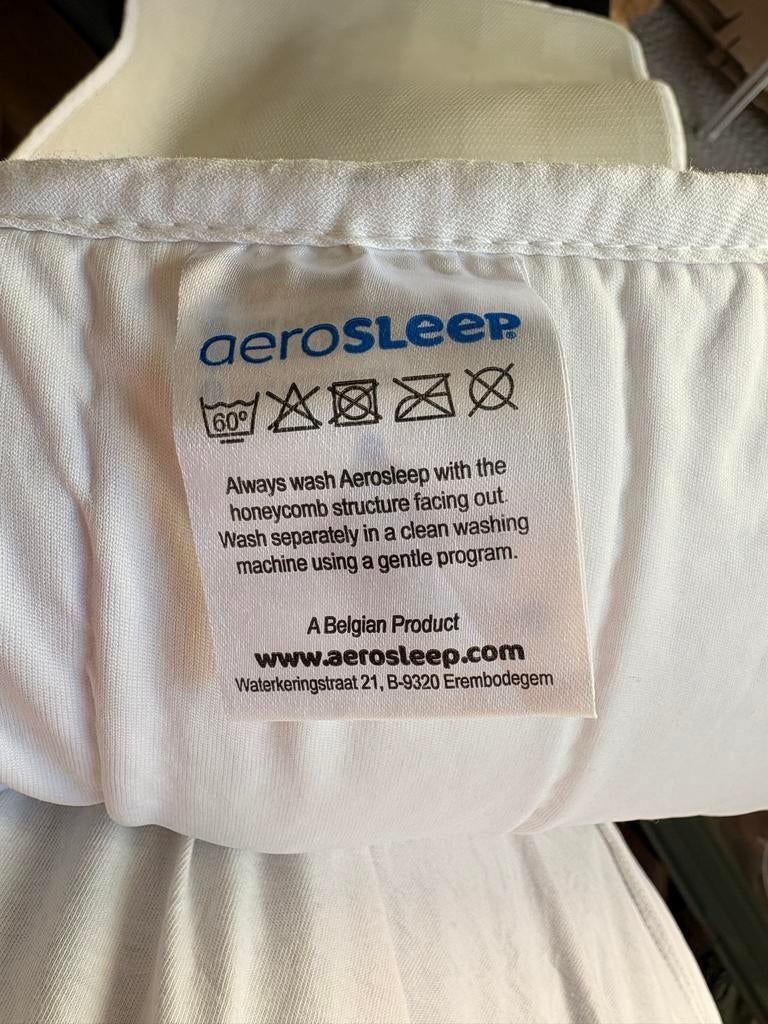 aerosleep®
60°
Always wash Aerosleep with the
honeycomb structure facing out.
Wash separately in a clean washing
machine using a gentle program.
A Belgian Product
www.aerosleep.com
Waterkeringstraat 21, B-9320 Erembodegem